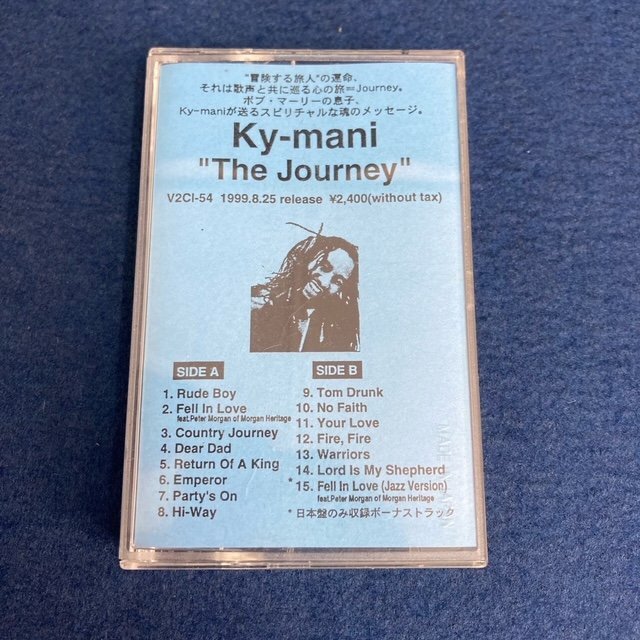 "冒険する旅人"の運命、
それは歌声と共に巡る心の旅=Journey。
ボブ・マーリーの息子、
Ky-maniが送るスピリチャルな魂のメッセージ。
Ky-mani
"The Journey"
V2CI-54 1999.8.25 release ¥2,400(without tax)
SIDE A
1. Rude Boy
2. Fell In Love
feat.Peter Morgan of Morgan Heritage
3. Country Journey
4. Dear Dad
5. Return Of A King
6. Emperor
7. Party's On
8. Hi-Way
SIDE B
9. Tom Drunk
10. No Faith
11. Your Love
12. Fire, Fire
13. Warriors
14. Lord Is My Shepherd
* 15. Fell In Love (Jazz Version)
feat.Peter Morgan of Morgan Heritage
* 日本盤のみ収録ボーナストラック